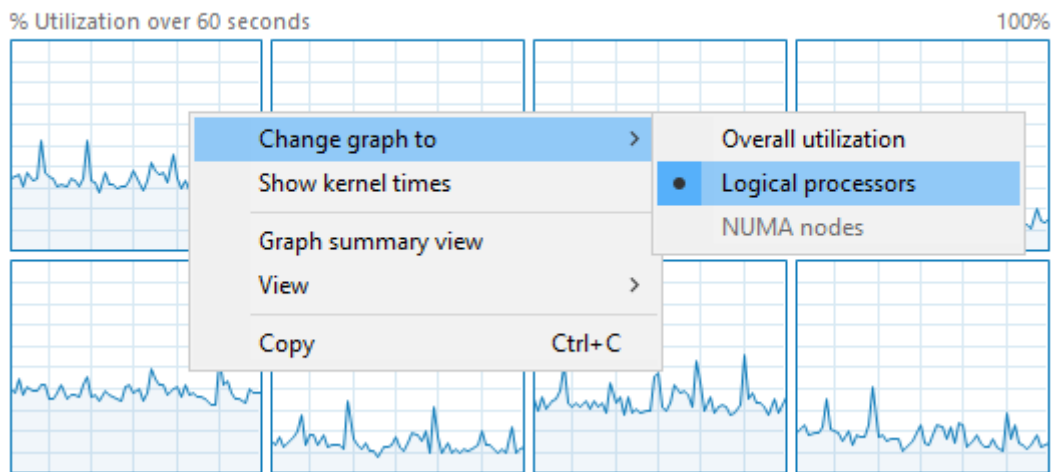 % Utilization over 60 seconds 100%
Change graph to
Show kernel times
Graph summary view
View
Copy Ctrl+C
Overall utilization
Logical processors
NUMA nodes